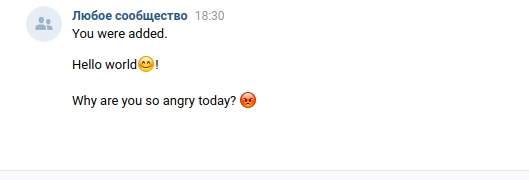 Любое сообщество 18:30
You were added.
Hello world😊!
Why are you so angry today? 😡